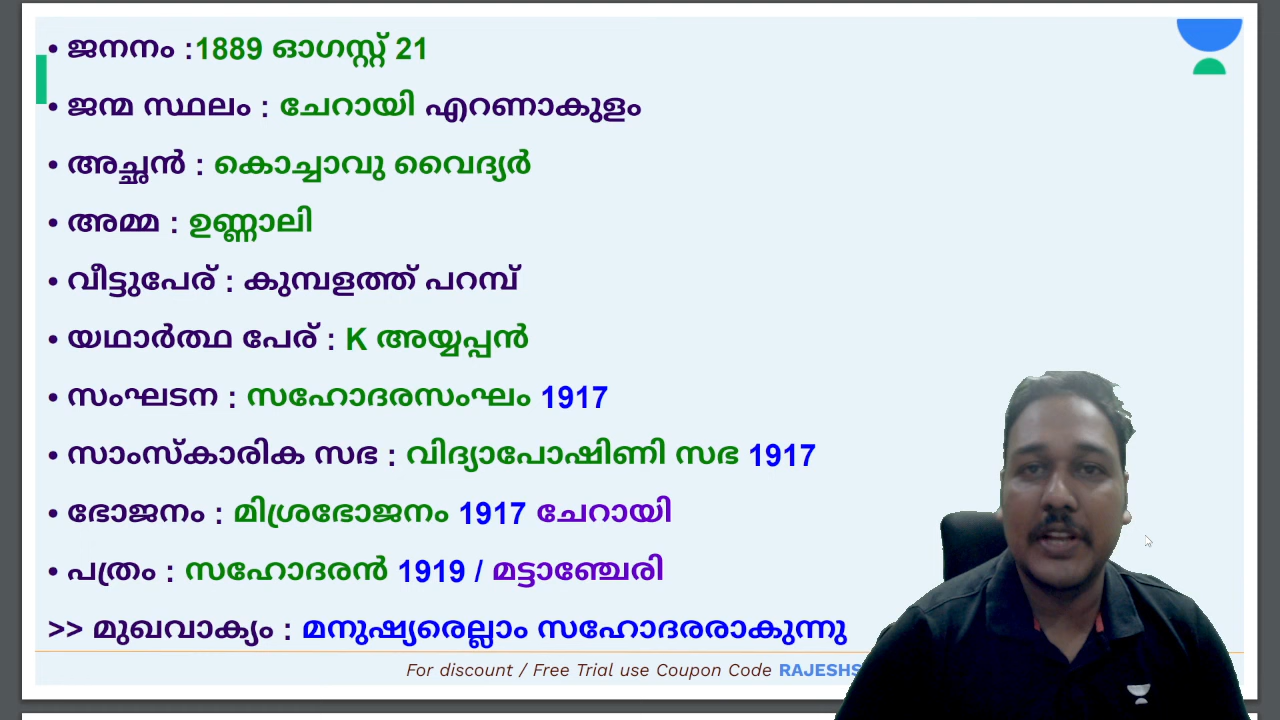 • ജനനം :1889 ഓഗസ്റ്റ് 21
• ജന്മ സ്ഥലം : ചേറായി എറണാകുളം
• അച്ഛൻ : കൊച്ചാവു വൈദ്യർ
• അമ്മ : ഉണ്ണാലി
• വീട്ടുപേര് : കുമ്പളത്ത് പറമ്പ്
• യഥാർത്ഥ പേര് : K അയ്യപ്പൻ
• സംഘടന : സഹോദരസംഘം 1917
• സാംസ്കാരിക സഭ : വിദ്യാപോഷിണി സഭ 1917
• ഭോജനം : മിശ്രഭോജനം 1917 ചേറായി
• പത്രം : സഹോദരൻ 1919 / മട്ടാഞ്ചേരി
>> മുഖവാക്യം : മനുഷ്യരെല്ലാം സഹോദരരാകുന്നു
For discount / Free Trial use Coupon Code RAJESHS